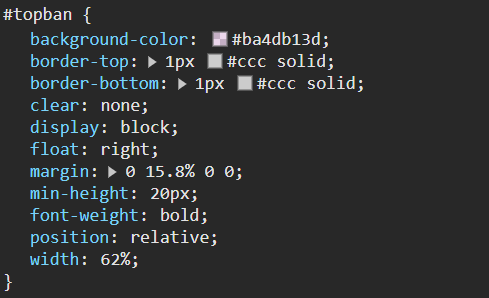 #topban {
background-color: #ba4db13d;
border-top: 1px #ccc solid;
border-bottom: 1px #ccc solid;
clear: none;
display: block;
float: right;
margin: 0 15.8% 0 0;
min-height: 20px;
font-weight: bold;
position: relative;
width: 62%;
}